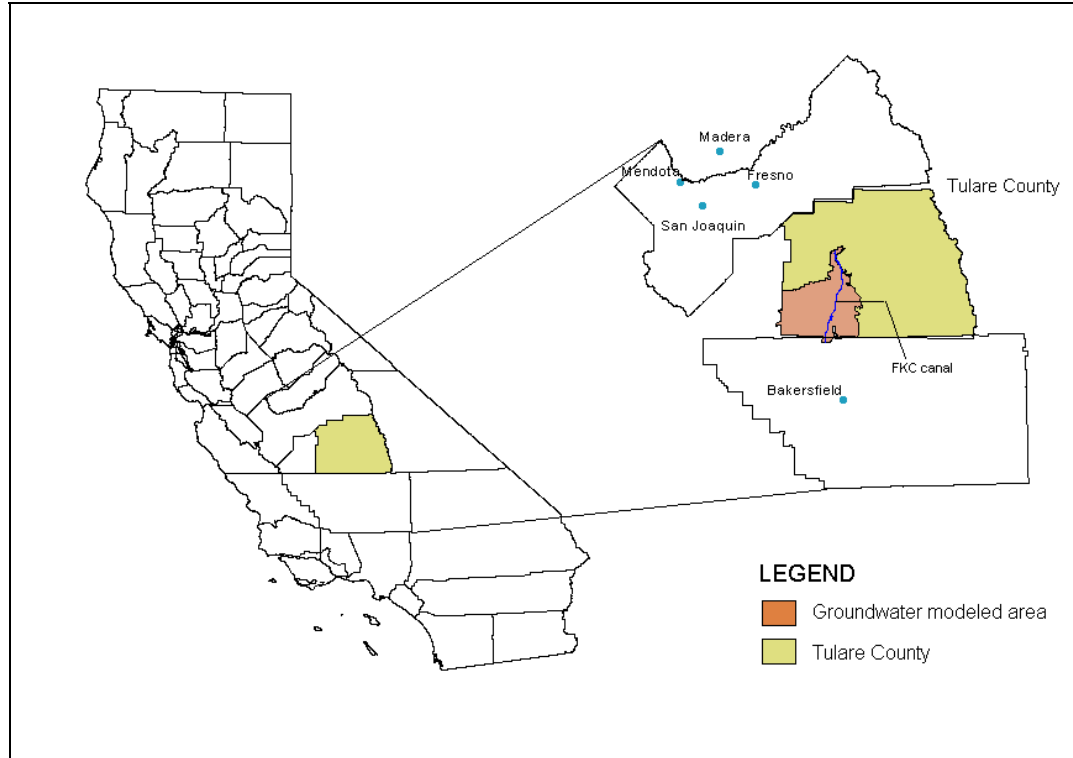 Madera
Mendota
Fresno
San Joaquin
Tulare County
FKC canal
Bakersfield
LEGEND
Groundwater modeled area
Tulare County